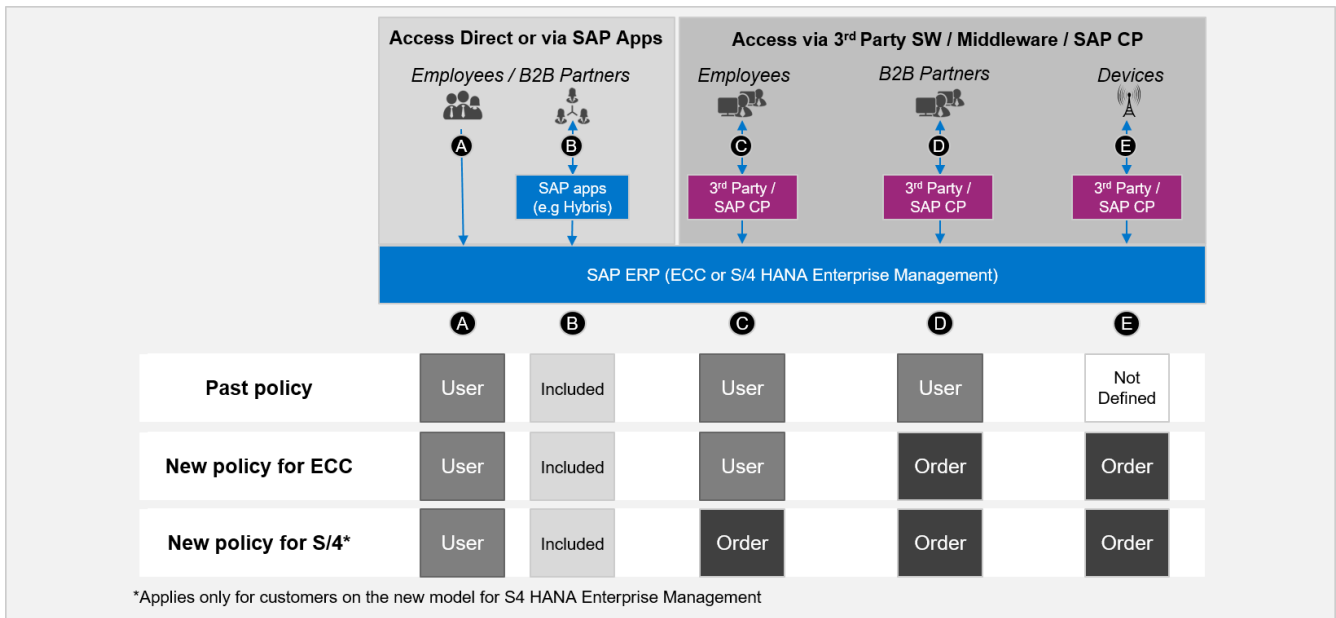 Access Direct or via SAP Apps
Access via 3rd Party SW / Middleware / SAP CP
Employees / B2B Partners
Employees
B2B Partners
Devices
A
B
C
D
E
SAP apps
(e.g Hybris)
3rd Party /
SAP CP
3rd Party /
SAP CP
3rd Party /
SAP CP
SAP ERP (ECC or S/4 HANA Enterprise Management)
A
B
C
D
E
Past policy
User
Included
User
User
Not
Defined
New policy for ECC
User
Included
User
Order
Order
New policy for S/4*
User
Included
Order
Order
Order
*Applies only for customers on the new model for S4 HANA Enterprise Management